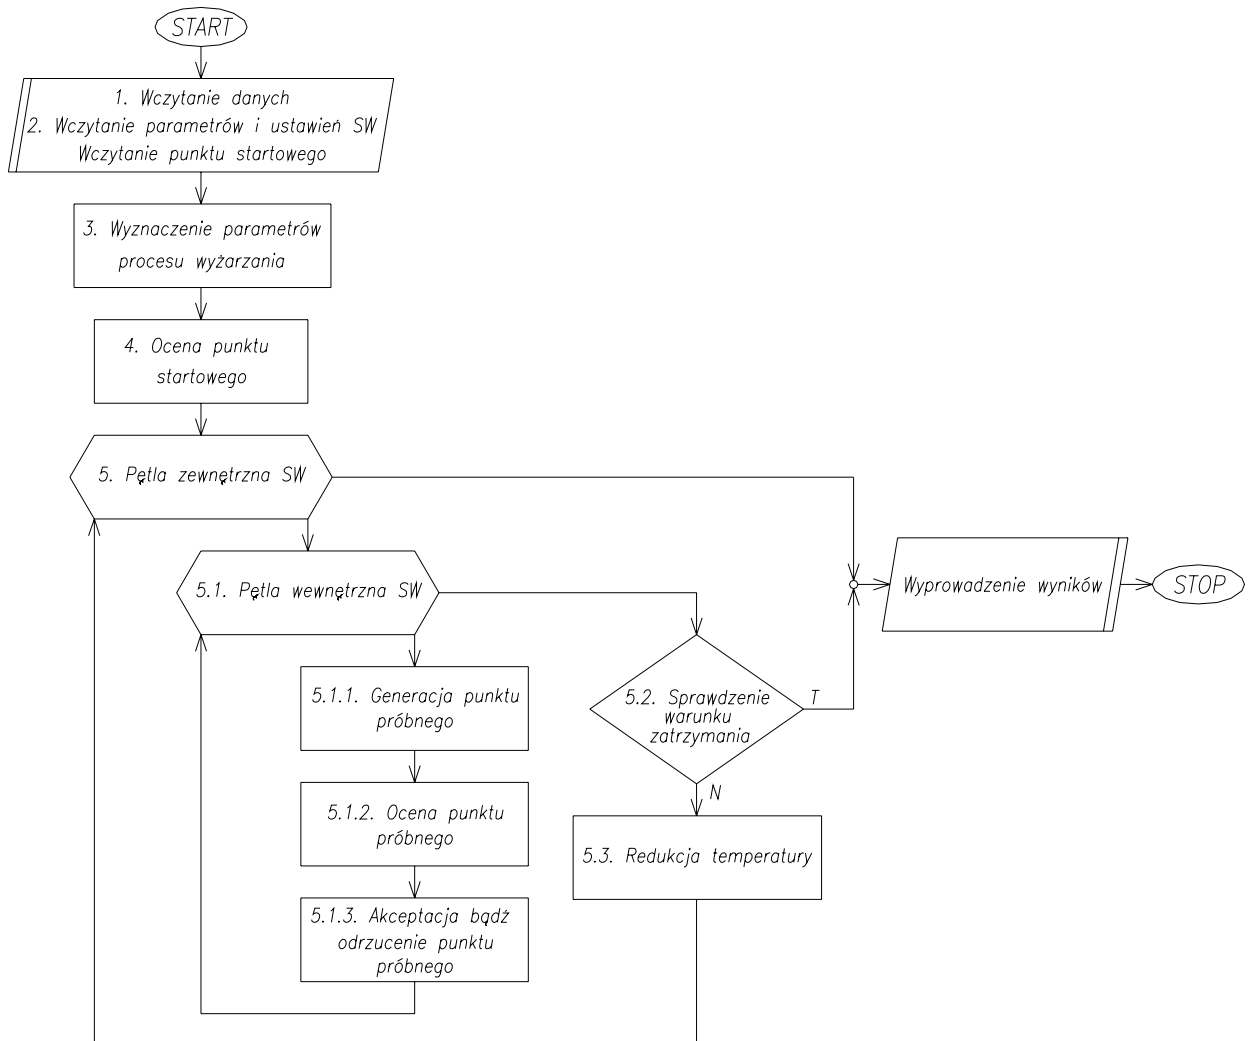 START
1. Wczytanie danych
2. Wczytanie parametrów i ustawień SW
Wczytanie punktu startowego
3. Wyznaczenie parametrów
procesu wyżarzania
4. Ocena punktu
startowego
5. Pętla zewnętrzna SW
5.1. Pętla wewnętrzna SW
5.1.1. Generacja punktu
próbnego
5.1.2. Ocena punktu
próbnego
5.1.3. Akceptacja bądź
odrzucenie punktu
próbnego
5.2. Sprawdzenie
warunku
zatrzymania
T
N
5.3. Redukcja temperatury
Wyprowadzenie wyników
STOP